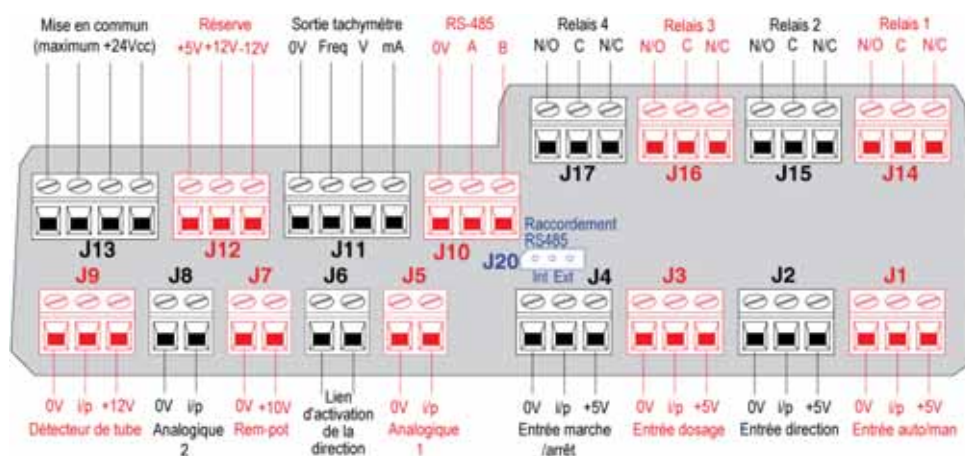 Mise en commun
(maximum +24Vcc)
Réserve
+5V +12V -12V
Sortie tachymètre
0V Freq V mA
RS-485
0V A B
Relais 4
N/O C N/C
Relais 3
N/O C N/C
Relais 2
N/O C N/C
Relais 1
N/O C N/C
J17
J16
J15
J14
J13
J12
J11
J10
Raccordement
RS485
J20
Int Ext
J9
J8
J7
J6
J5
J4
J3
J2
J1
0V i/p +12V
Détecteur de tube
0V i/p
Analogique
2
0V +10V
Rem-pot
Lien
d'activation
de la
direction
0V i/p
Analogique
1
0V i/p +5V
Entrée marche
/arrêt
0V i/p +5V
Entrée dosage
0V i/p +5V
Entrée direction
0V i/p +5V
Entrée auto/man